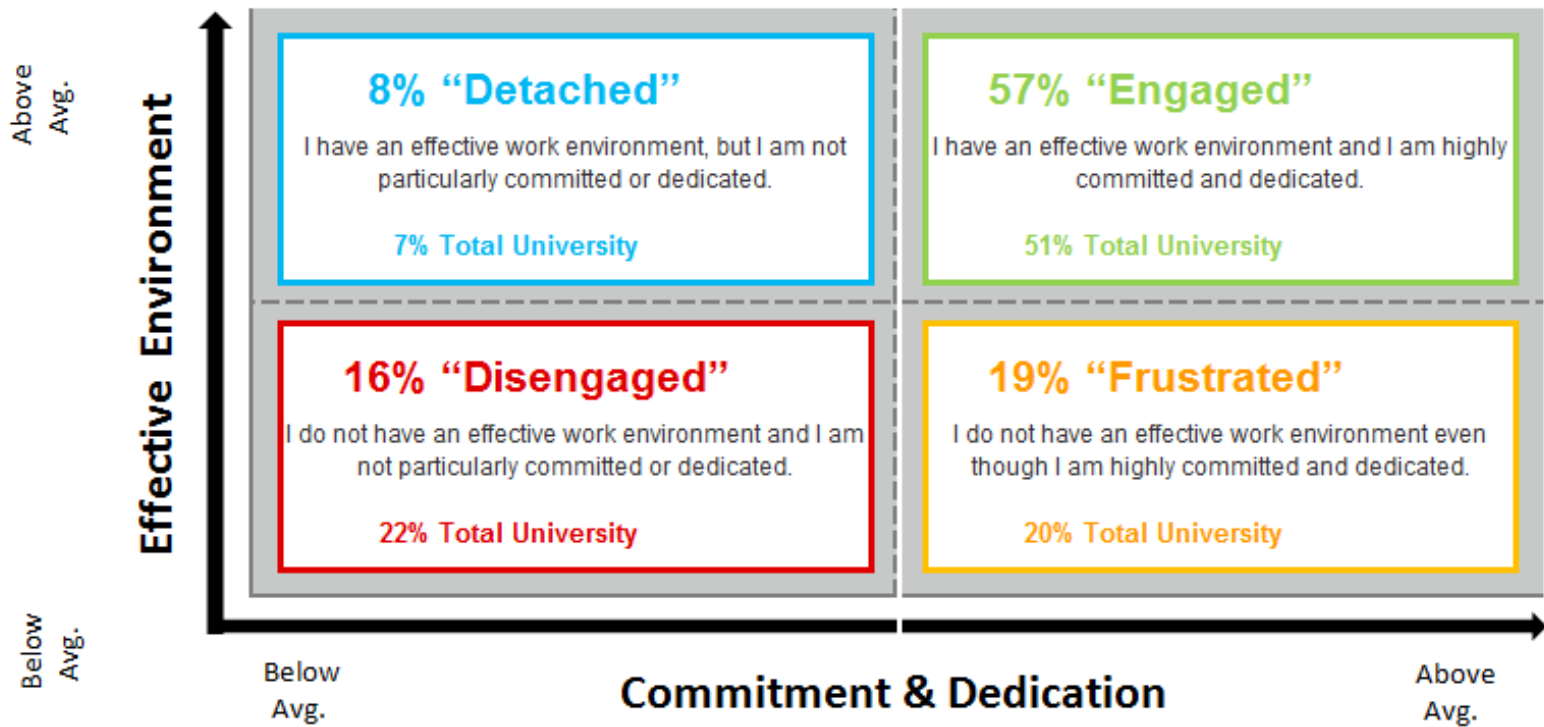 Above
Avg.
Effective Environment
Below
Avg.
8% “Detached”
I have an effective work environment, but I am not
particularly committed or dedicated.
7% Total University
57% “Engaged”
I have an effective work environment and I am highly
committed and dedicated.
51% Total University
16% “Disengaged”
I do not have an effective work environment and I am
not particularly committed or dedicated.
22% Total University
19% “Frustrated”
I do not have an effective work environment even
though I am highly committed and dedicated.
20% Total University
Below
Avg.
Commitment & Dedication
Above
Avg.